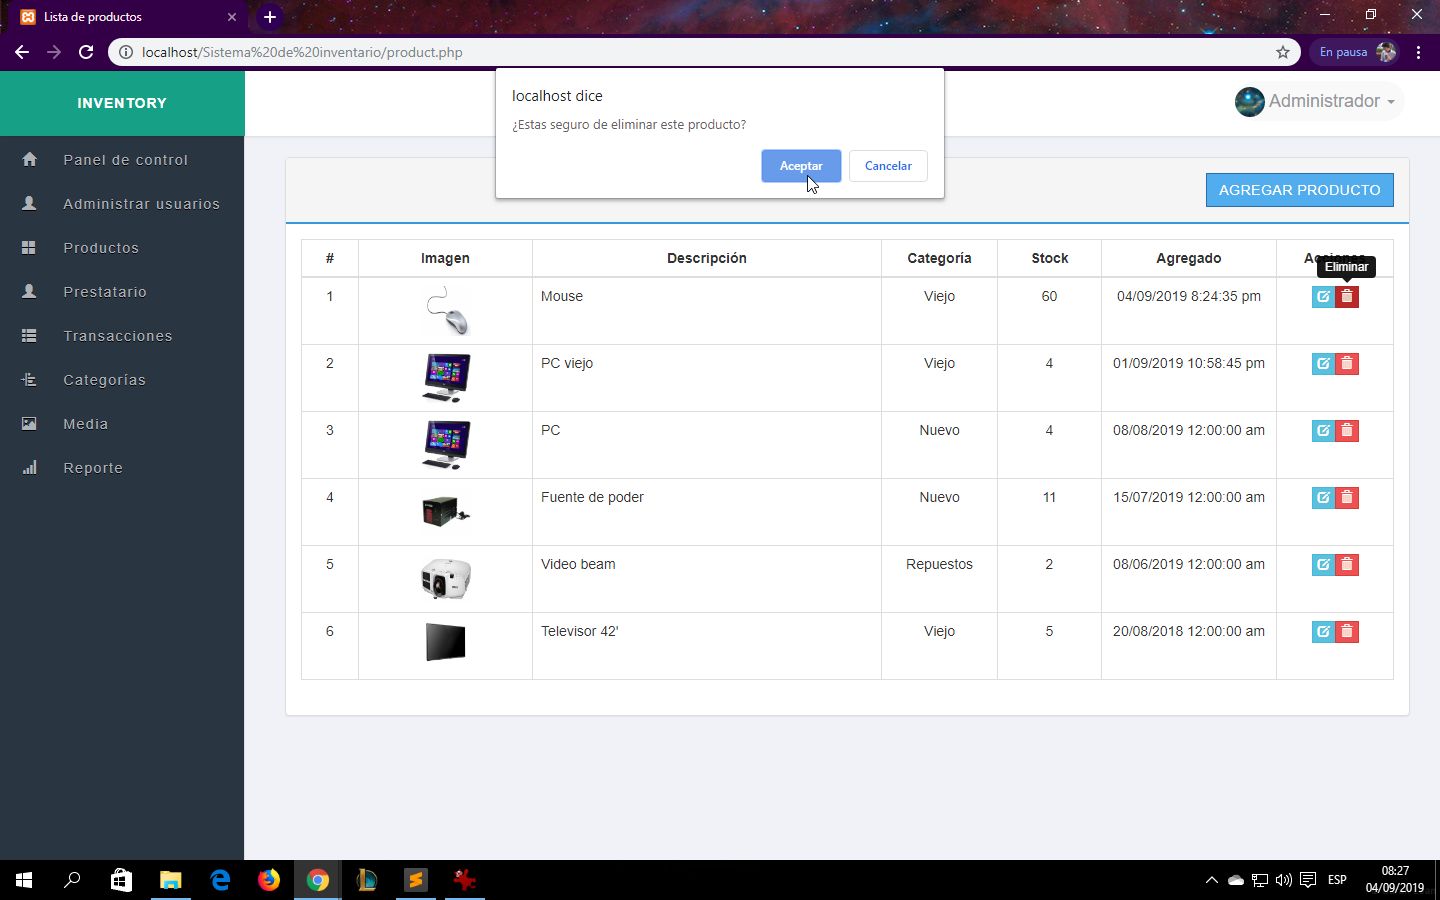 Lista de productos
localhost/Sistema%20de%20inventario/product.php
En pausa
localhost dice
¿Estas seguro de eliminar este producto?
Aceptar Cancelar
INVENTORY
Administrador
Panel de control
Administrar usuarios
Productos
Prestatario
Transacciones
Categorías
Media
Reporte
AGREGAR PRODUCTO
# Imagen Descripción Categoría Stock Agregado
Eliminar
1 Mouse Viejo 60 04/09/2019 8:24:35 pm
2 PC viejo Viejo 4 01/09/2019 10:58:45 pm
3 PC Nuevo 4 08/08/2019 12:00:00 am
4 Fuente de poder Nuevo 11 15/07/2019 12:00:00 am
5 Video beam Repuestos 2 08/06/2019 12:00:00 am
6 Televisor 42' Viejo 5 20/08/2018 12:00:00 am
ESP
08:27
04/09/2019